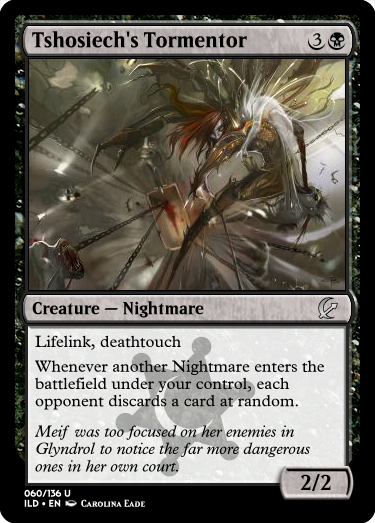 Tshosiech's Tormentor 3
Creature — Nightmare
Lifelink, deathtouch
Whenever another Nightmare enters the
battlefield under your control, each
opponent discards a card at random.
Meif was too focused on her enemies in
Glyndrol to notice the far more dangerous
ones in her own court.
2/2
060/136 U
ILD • EN Carolina Eade